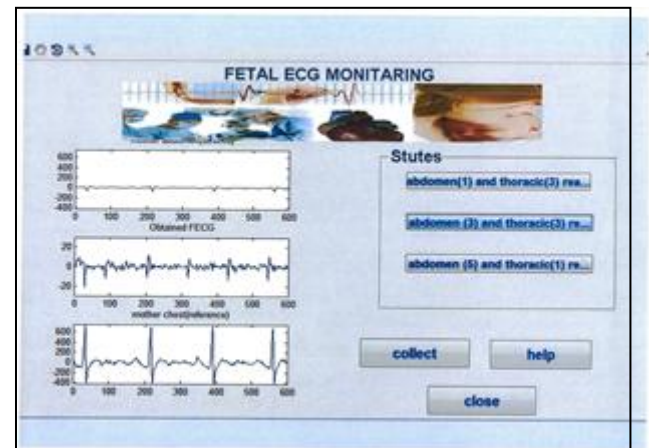 FETAL ECG MONITARING
600
400
200
0
-200
-400
0 100 200 300 400 500 600
Obtained FECG
20
0
-20
0 100 200 300 400 500 600
mother chest(reference)
600
400
200
0
-200
-400
0 100 200 300 400 500 600
Stutes
abdomen(1) and thoracic(3) rea...
abdomen (3) and thoracic(3) re...
abdomen (5) and thoracic(1) re...
collect
help
close